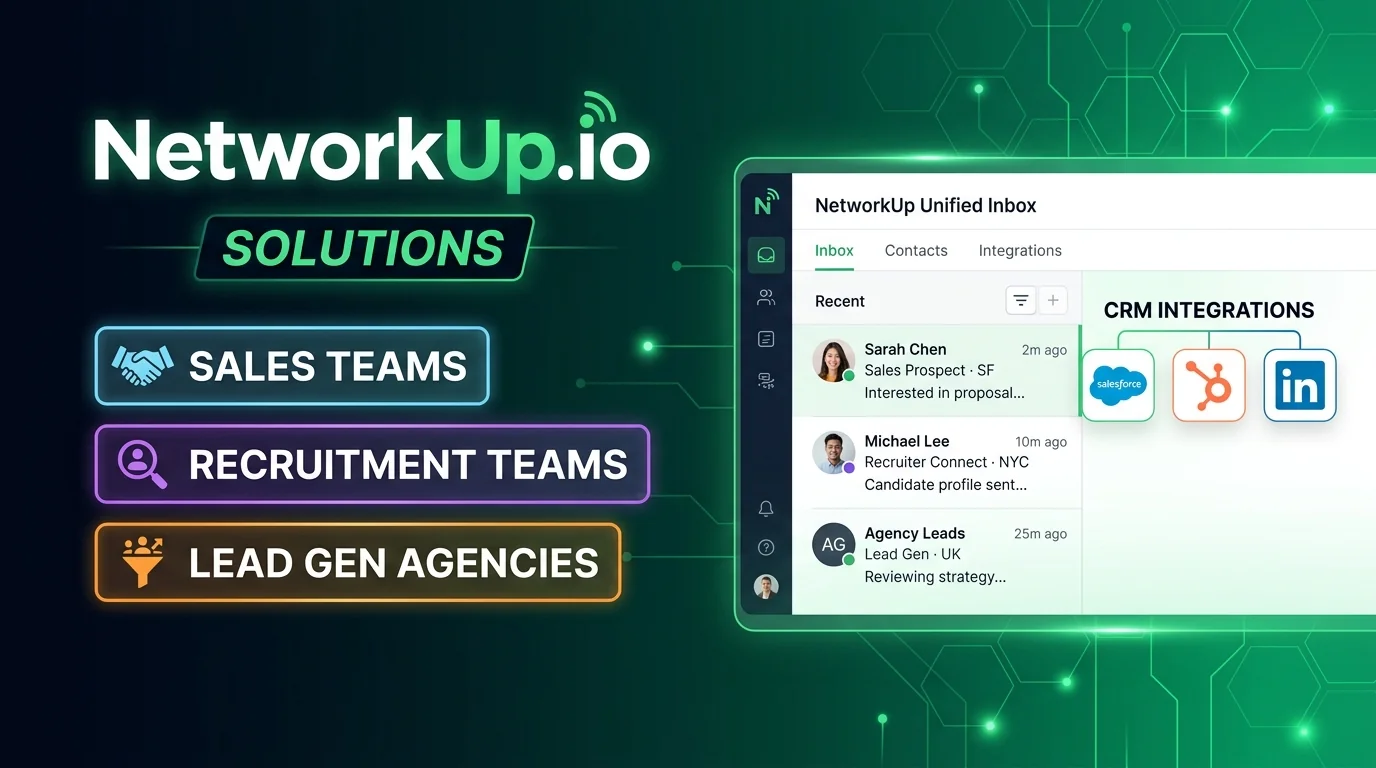 NetworkUp.io
SOLUTIONS
SALES TEAMS
RECRUITMENT TEAMS
LEAD GEN AGENCIES
N
NetworkUp Unified Inbox
Inbox Contacts Integrations
Recent
Sarah Chen 2m ago
Sales Prospect · SF
Interested in proposal...
Michael Lee 10m ago
Recruiter Connect · NYC
Candidate profile sent...
AG
Agency Leads 25m ago
Lead Gen · UK
Reviewing strategy...
CRM INTEGRATIONS
salesforce
in